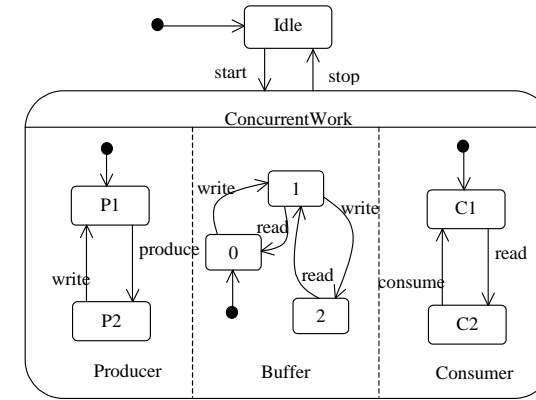 Idle
start
stop
ConcurrentWork
P1
produce
write
P2
Producer
write
1
write
read
0
read
2
Buffer
C1
read
consume
C2
Consumer